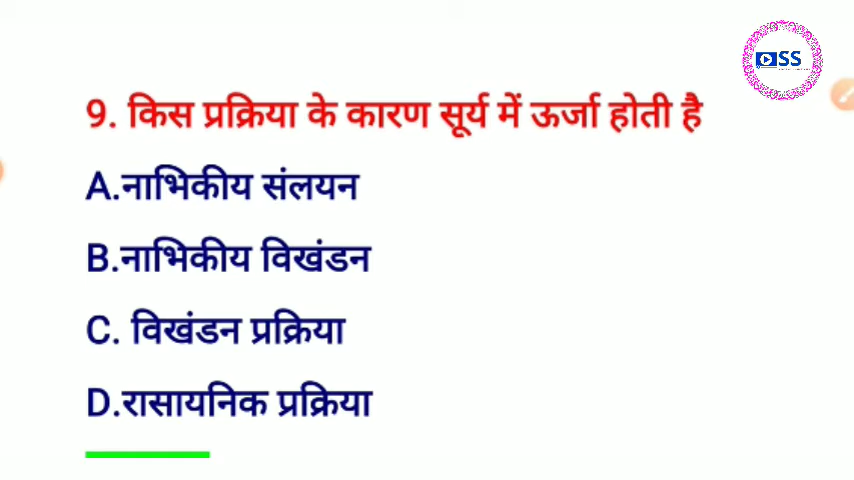 SS
9. किस प्रक्रिया के कारण सूर्य में ऊर्जा होती है
A.नाभिकीय संलयन
B.नाभिकीय विखंडन
C. विखंडन प्रक्रिया
D.रासायनिक प्रक्रिया